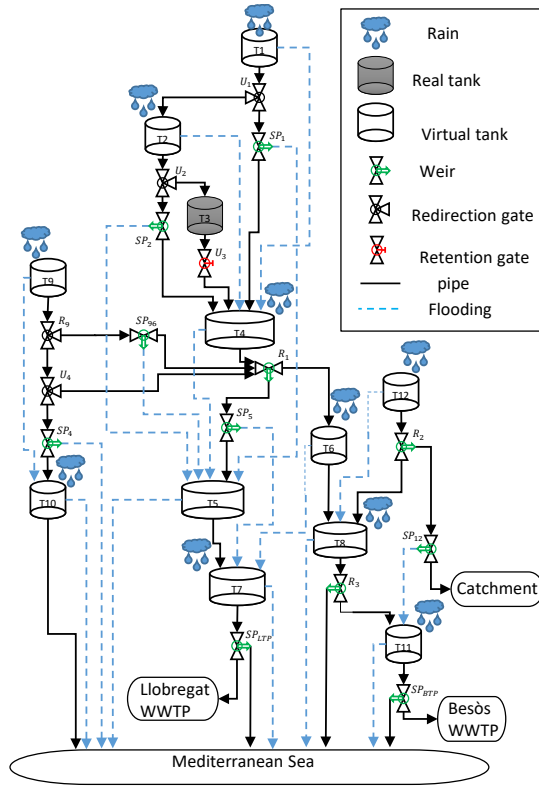 Rain
T1
Real tank
U₁
Virtual tank
T2
SP₁
Weir
U₂
Redirection gate
T3
SP₂
U₃
Retention gate
pipe
T9
Flooding
T4
R₉
SP₉₆
R₁
U₄
T12
SP₅
R₂
SP₄
T6
T10
T5
T8
SP₁₂
R₃
T7
Catchment
T11
SP_LTP
Llobregat
WWTP
SP_BTP
Besòs
WWTP
Mediterranean Sea